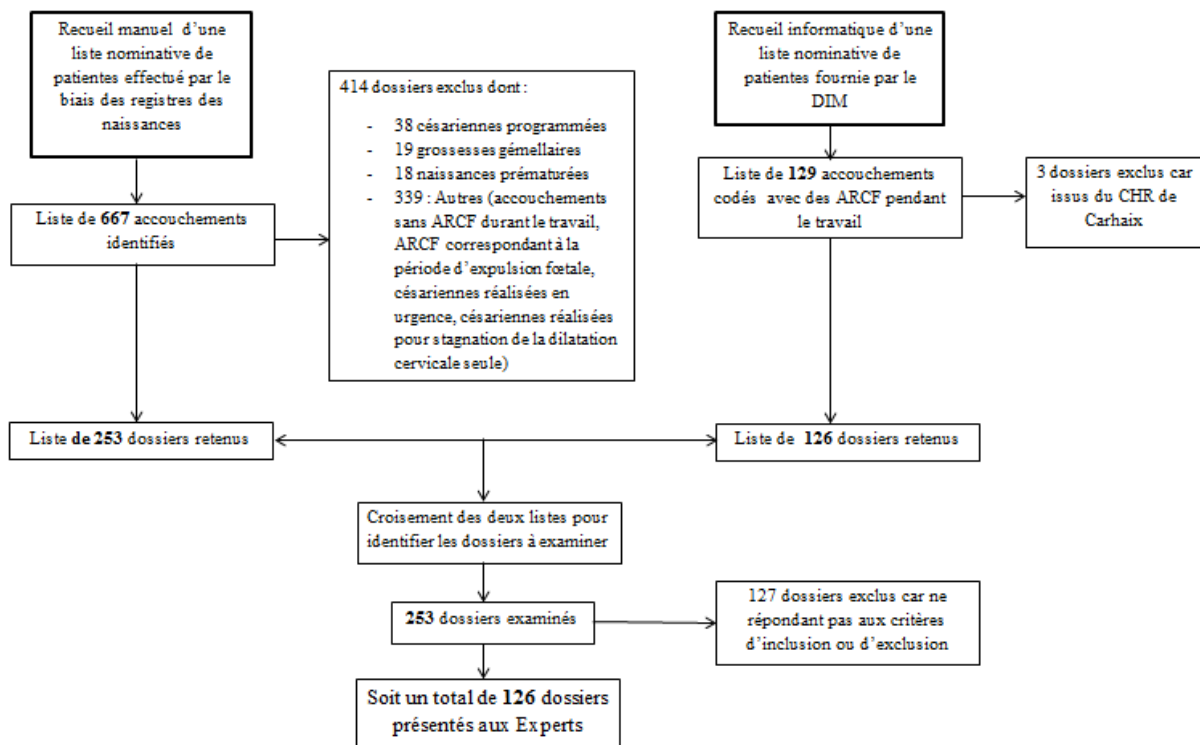 Recueil manuel d'une
liste nominative de
patientes effectué par le
biais des registres des
naissances
Recueil informatique d'une
liste nominative de
patientes fournie par le
DIM
414 dossiers exclus dont :
- 38 césariennes programmées
- 19 grossesses gémellaires
- 18 naissances prématurées
- 339 : Autres (accouchements
sans ARCF durant le travail,
ARCF correspondant à la
période d'expulsion fœtale,
césariennes réalisées en
urgence, césariennes réalisées
pour stagnation de la dilatation
cervicale seule)
Liste de 667 accouchements
identifiés
Liste de 129 accouchements
codés avec des ARCF pendant
le travail
3 dossiers exclus car
issus du CHR de
Carhaix
Liste de 253 dossiers retenus
Liste de 126 dossiers retenus
Croisement des deux listes pour
identifier les dossiers à examiner
253 dossiers examinés
127 dossiers exclus car ne
répondant pas aux critères
d'inclusion ou d'exclusion
Soit un total de 126 dossiers
présentés aux Experts